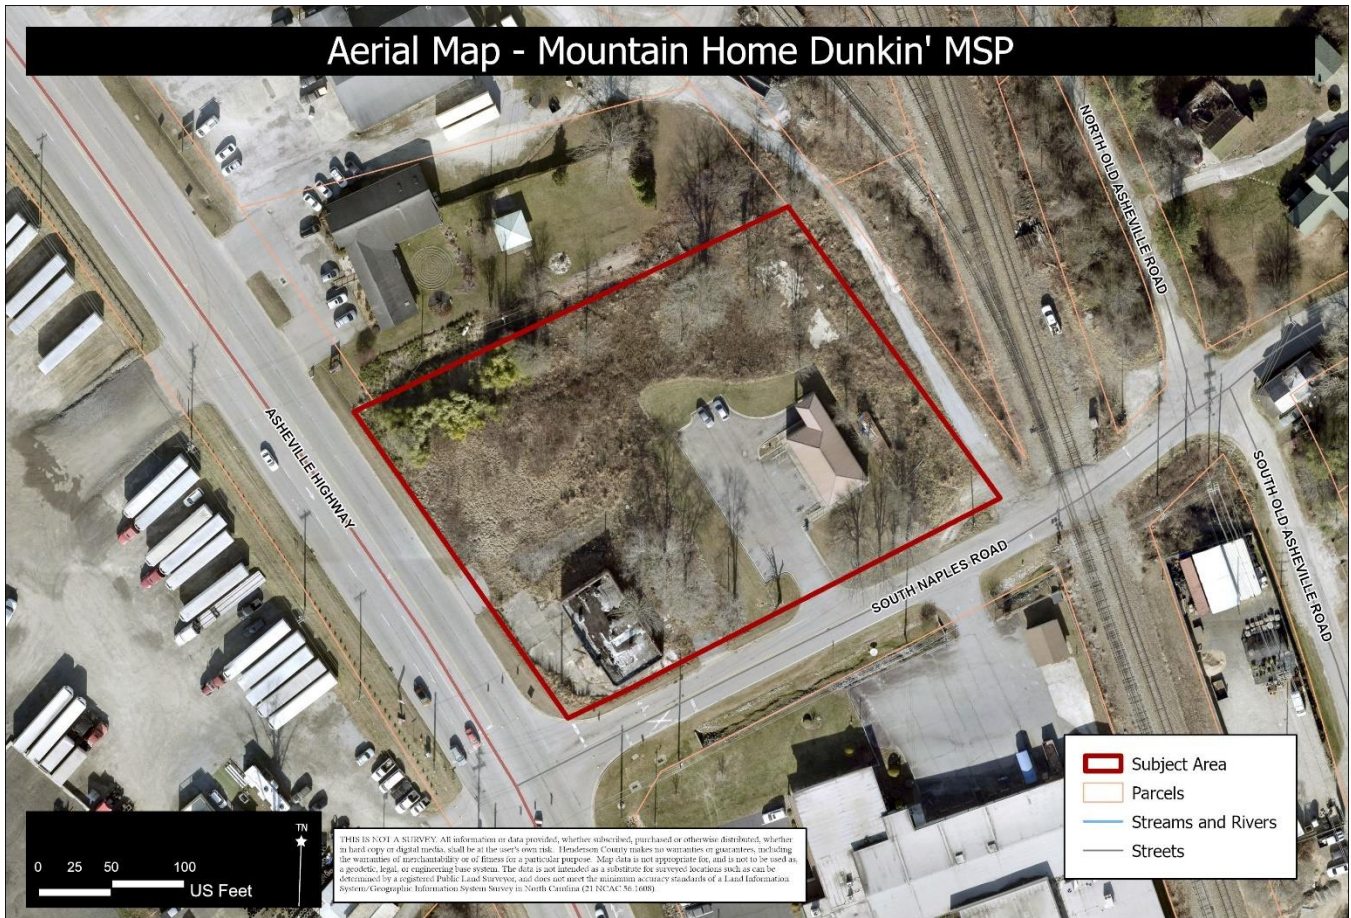 Aerial Map - Mountain Home Dunkin' MSP
NORTH OLD ASHEVILLE ROAD
ASHEVILLE HIGHWAY
SOUTH OLD ASHEVILLE ROAD
SOUTH NAPLES ROAD
Subject Area
Parcels
Streams and Rivers
Streets
TN
0 25 50 100
US Feet
THIS IS NOT A SURVEY. All information or data provided, whether subscribed, purchased or otherwise distributed, whether
in hard copy or digital media, shall be at the user's own risk. Henderson County makes no warranties or guarantees, including
the warranties of merchantability or of fitness for a particular purpose. Map data is not appropriate for, and is not to be used as,
a geodetic, legal, or engineering base system. The data is not intended as a substitute for surveyed locations such as can be
determined by a registered Public Land Surveyor, and does not meet the minimum accuracy standards of a Land Information
System/Geographic Information System Survey in North Carolina (21 NCAC 56.1608).